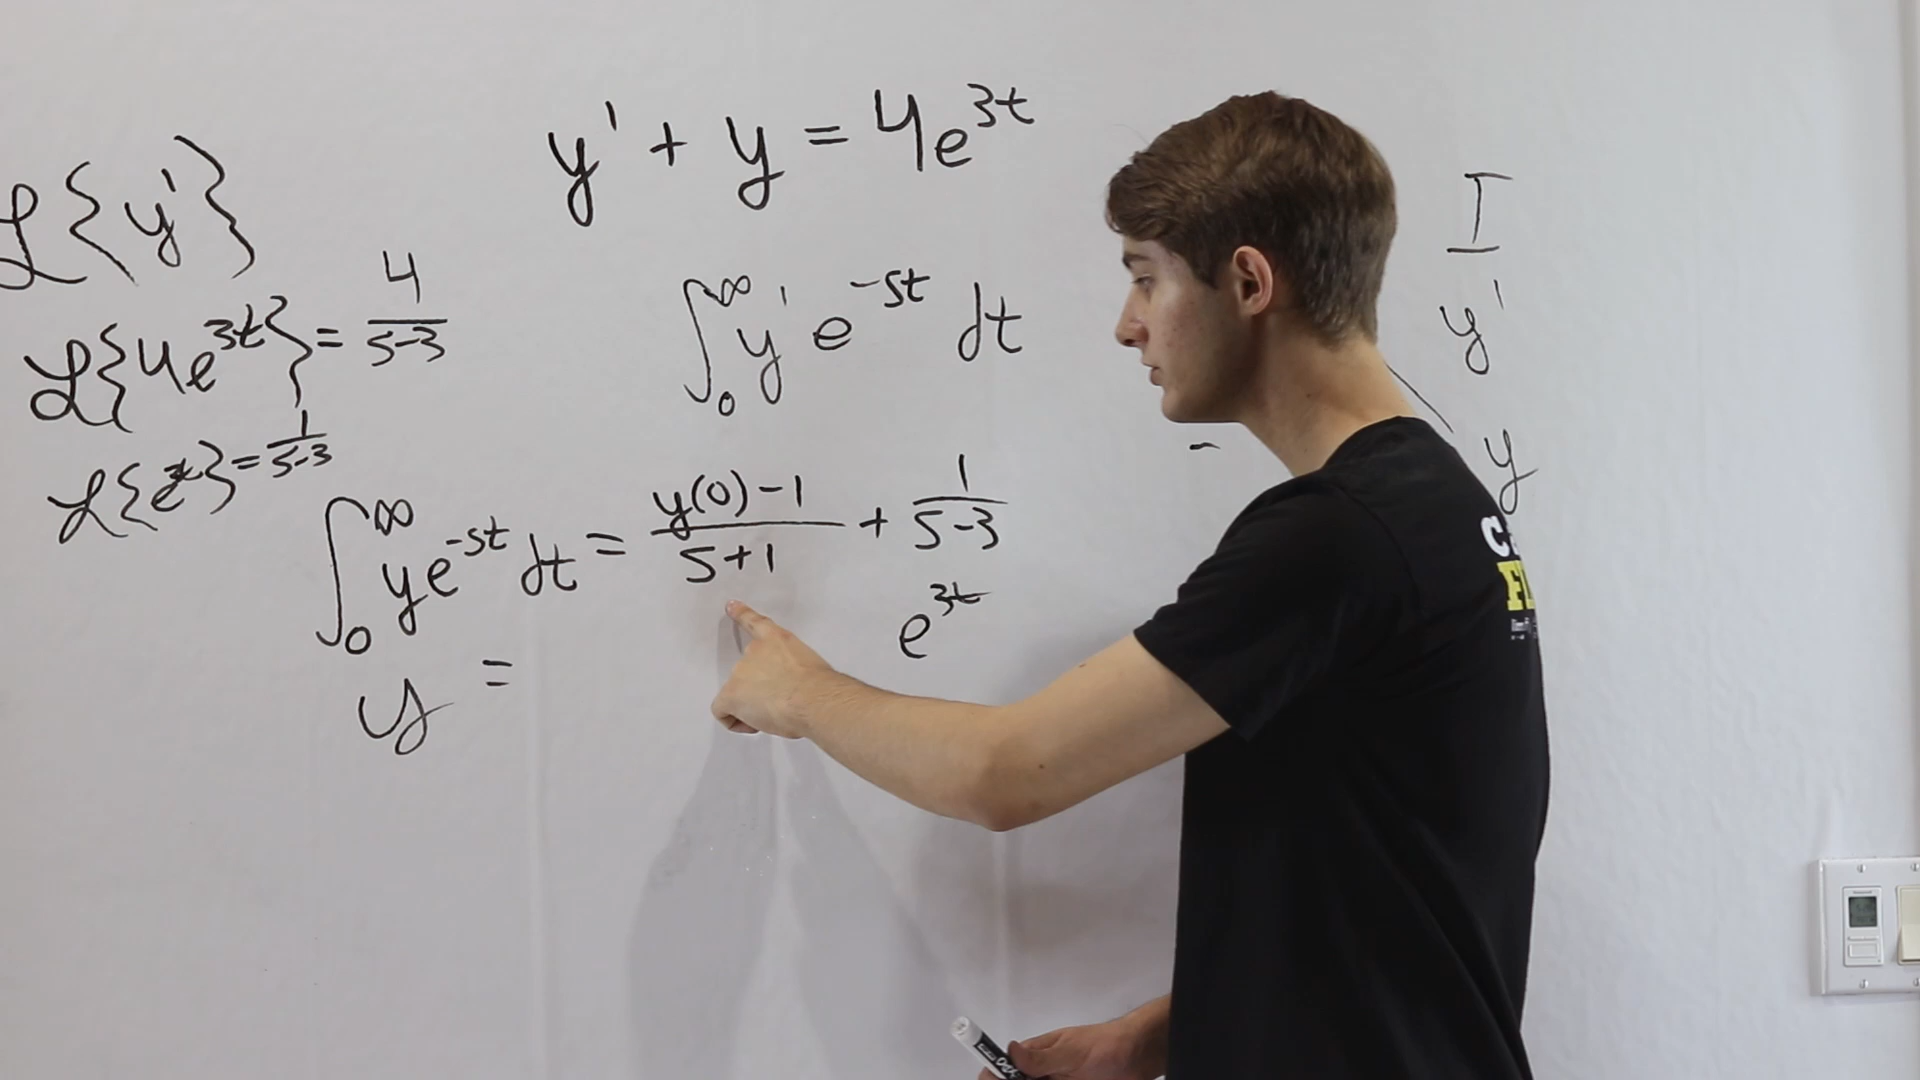 y' + y = 4e^{3t}
ℒ{y'}
ℒ{4e^{3t}} = 4/(s-3)
ℒ{e^{3t}} = 1/(s-3)
∫_0^∞ y' e^{-st} dt
∫_0^∞ ye^{-st} dt = (y(0)-1)/(s+1) + 1/(s-3)
e^{3t}
y =
I
y'
-
y